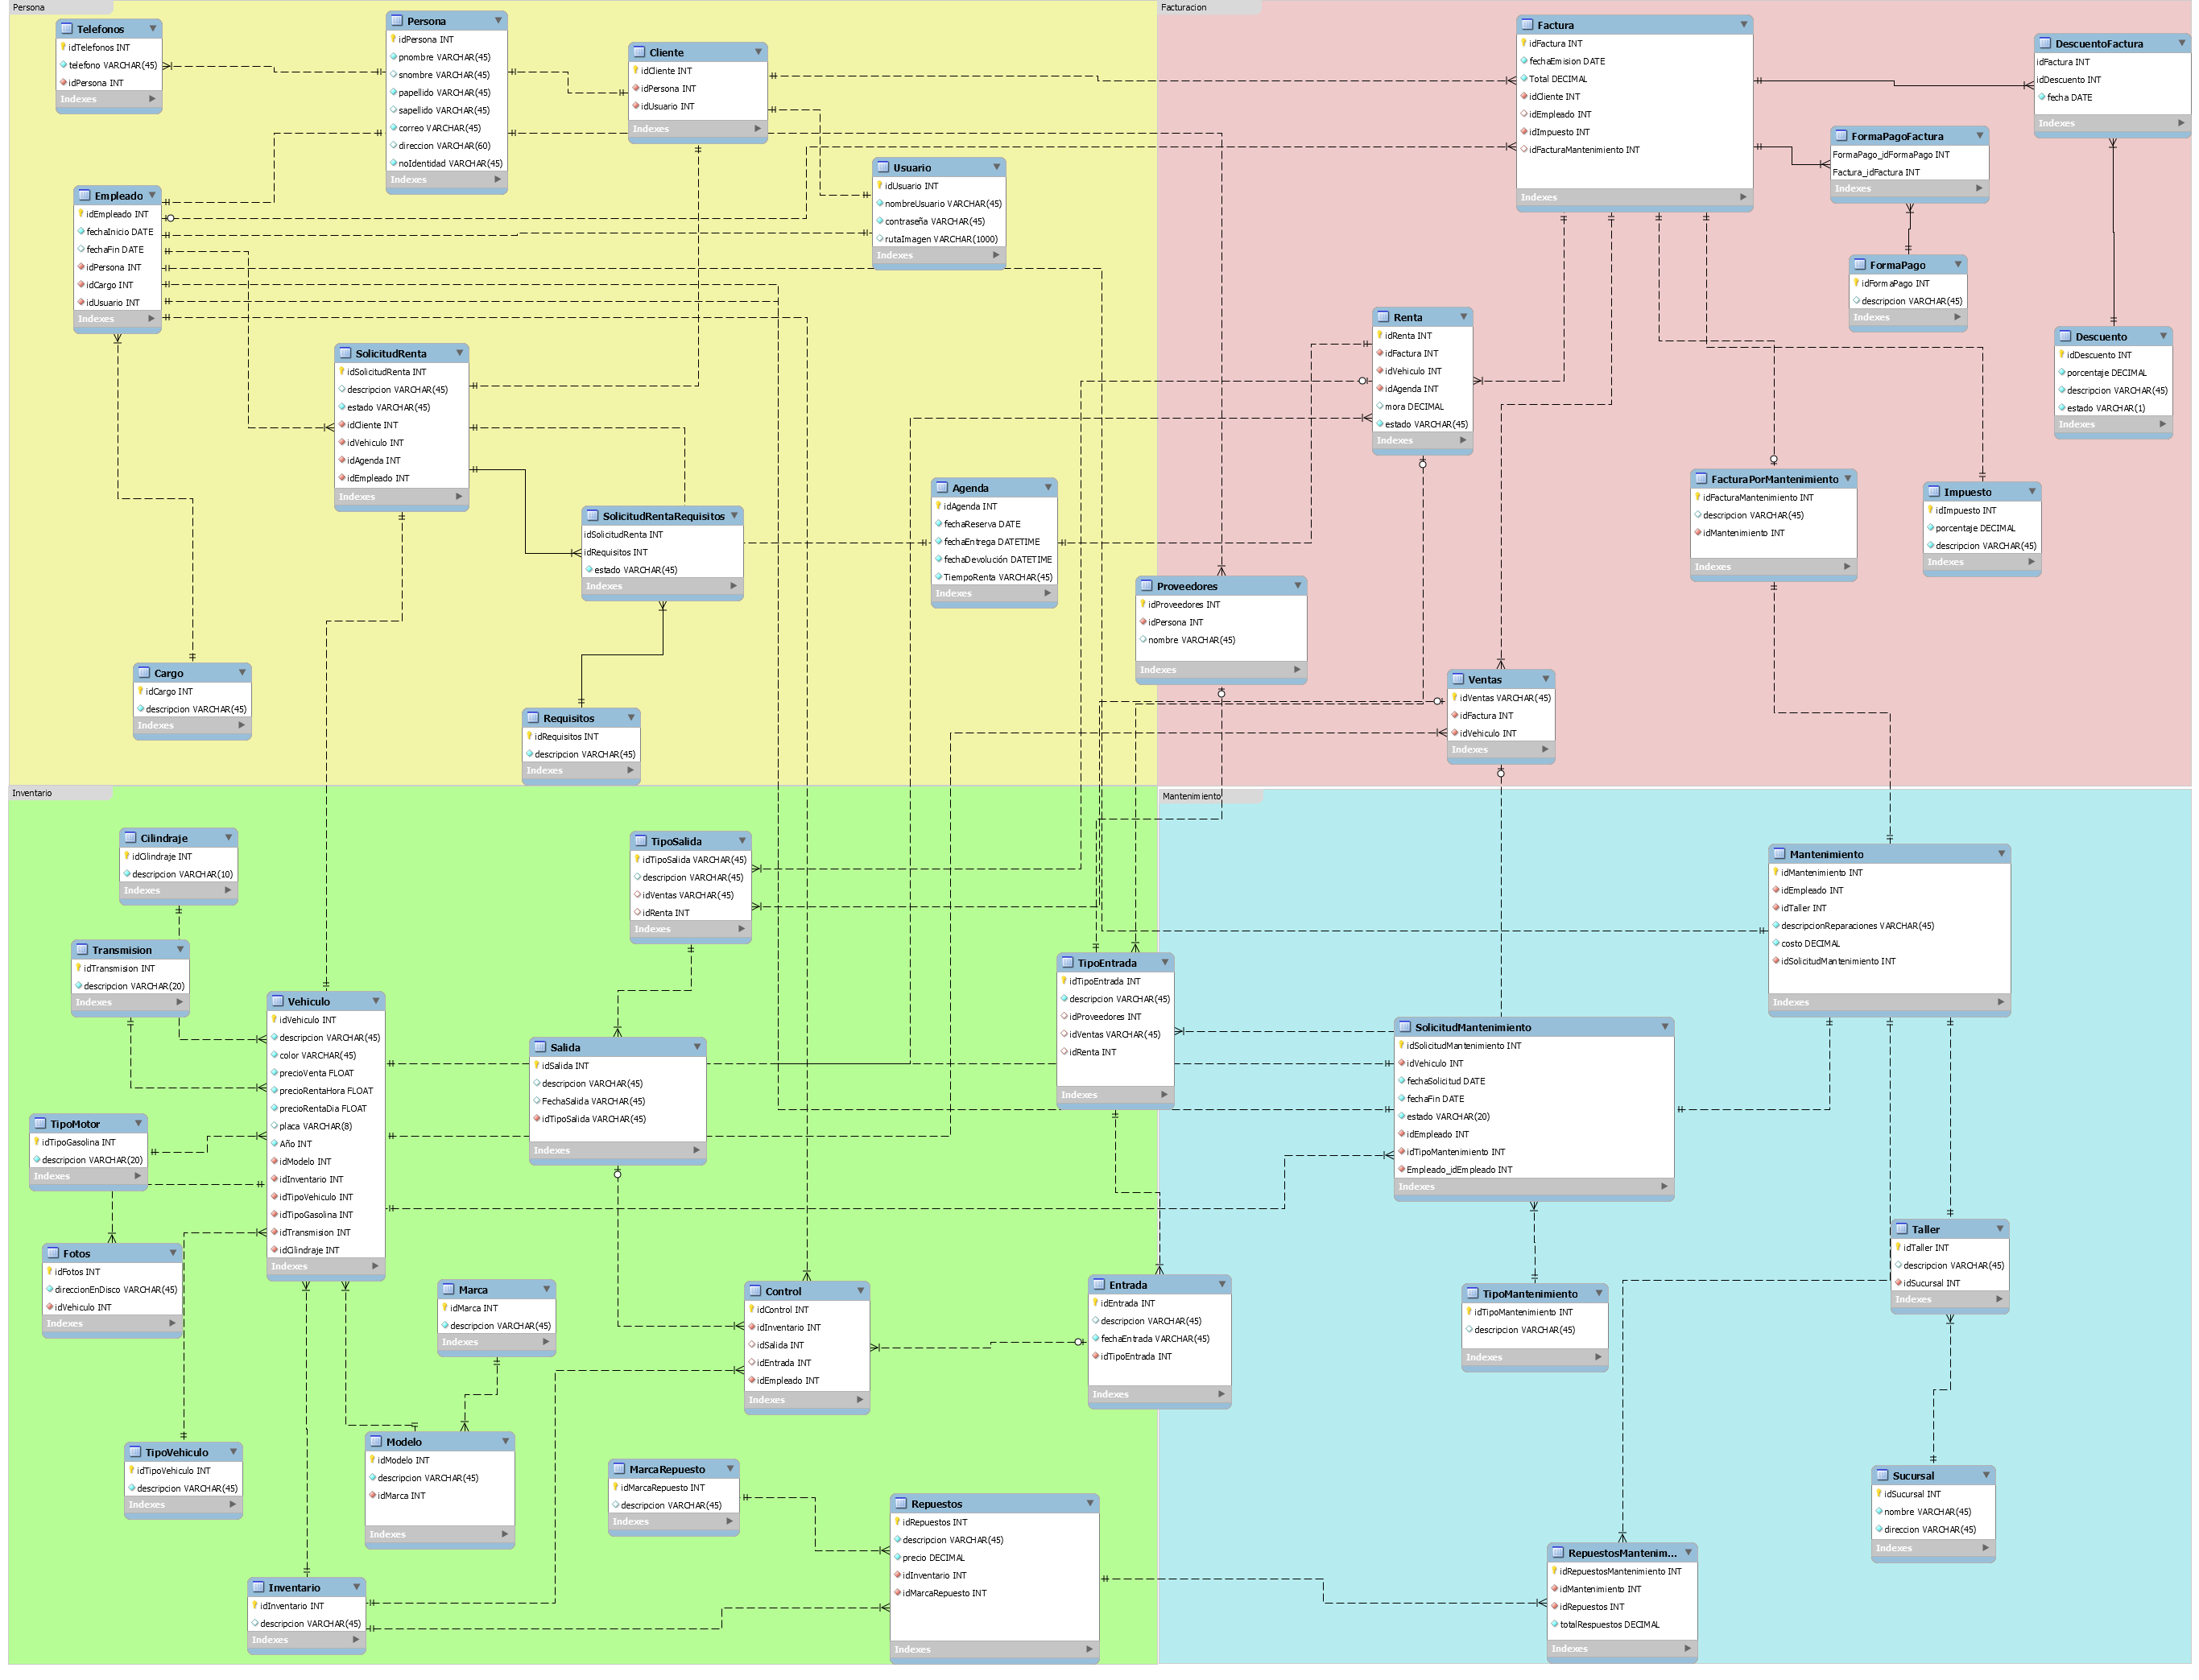 Persona
Telefonos
idTelefonos INT
telefono VARCHAR(45)
idPersona INT
Indexes
Persona
idPersona INT
pnombre VARCHAR(45)
snombre VARCHAR(45)
papellido VARCHAR(45)
sapellido VARCHAR(45)
correo VARCHAR(45)
direccion VARCHAR(60)
noIdentidad VARCHAR(45)
Indexes
Cliente
idCliente INT
idPersona INT
idUsuario INT
Indexes
Usuario
idUsuario INT
nombreUsuario VARCHAR(45)
contraseña VARCHAR(45)
rutaImagen VARCHAR(1000)
Indexes
Empleado
idEmpleado INT
fechaInicio DATE
fechaFin DATE
idPersona INT
idCargo INT
idUsuario INT
Indexes
SolicitudRenta
idSolicitudRenta INT
descripcion VARCHAR(45)
estado VARCHAR(45)
idCliente INT
idVehiculo INT
idAgenda INT
idEmpleado INT
Indexes
SolicitudRentaRequisitos
idSolicitudRenta INT
idRequisitos INT
estado VARCHAR(45)
Indexes
Agenda
idAgenda INT
fechaReserva DATE
fechaEntrega DATETIME
fechaDevolución DATETIME
TiempoRenta VARCHAR(45)
Indexes
Cargo
idCargo INT
descripcion VARCHAR(45)
Indexes
Requisitos
idRequisitos INT
descripcion VARCHAR(45)
Indexes
Facturacion
Factura
idFactura INT
fechaEmision DATE
Total DECIMAL
idCliente INT
idEmpleado INT
idImpuesto INT
idFacturaMantenimiento INT
Indexes
DescuentoFactura
idFactura INT
idDescuento INT
fecha DATE
Indexes
FormaPagoFactura
FormaPago_idFormaPago INT
Factura_idFactura INT
Indexes
FormaPago
idFormaPago INT
descripcion VARCHAR(45)
Indexes
Descuento
idDescuento INT
porcentaje DECIMAL
descripcion VARCHAR(45)
estado VARCHAR(1)
Indexes
Renta
idRenta INT
idFactura INT
idVehiculo INT
idAgenda INT
mora DECIMAL
estado VARCHAR(45)
Indexes
FacturaPorMantenimiento
idFacturaMantenimiento INT
descripcion VARCHAR(45)
idMantenimiento INT
Indexes
Impuesto
idImpuesto INT
porcentaje DECIMAL
descripcion VARCHAR(45)
Indexes
Proveedores
idProveedores INT
idPersona INT
nombre VARCHAR(45)
Indexes
Ventas
idVentas VARCHAR(45)
idFactura INT
idVehiculo INT
Indexes
Inventario
Cilindraje
idCilindraje INT
descripcion VARCHAR(10)
Indexes
Transmision
idTransmision INT
descripcion VARCHAR(20)
Indexes
Vehiculo
idVehiculo INT
descripcion VARCHAR(45)
color VARCHAR(45)
precioVenta FLOAT
precioRentaHora FLOAT
precioRentaDia FLOAT
placa VARCHAR(8)
Año INT
idModelo INT
idInventario INT
idTipoVehiculo INT
idTipoGasolina INT
idTransmision INT
idCilindraje INT
Indexes
TipoMotor
idTipoGasolina INT
descripcion VARCHAR(20)
Indexes
Fotos
idFotos INT
direccionEnDisco VARCHAR(45)
idVehiculo INT
Indexes
TipoVehiculo
idTipoVehiculo INT
descripcion VARCHAR(45)
Indexes
TipoSalida
idTipoSalida VARCHAR(45)
descripcion VARCHAR(45)
idVentas VARCHAR(45)
idRenta INT
Indexes
Salida
idSalida INT
descripcion VARCHAR(45)
FechaSalida VARCHAR(45)
idTipoSalida VARCHAR(45)
Indexes
TipoEntrada
idTipoEntrada INT
descripcion VARCHAR(45)
idProveedores INT
idVentas VARCHAR(45)
idRenta INT
Indexes
Marca
idMarca INT
descripcion VARCHAR(45)
Indexes
Control
idControl INT
idInventario INT
idSalida INT
idEntrada INT
idEmpleado INT
Indexes
Entrada
idEntrada INT
descripcion VARCHAR(45)
fechaEntrada VARCHAR(45)
idTipoEntrada INT
Indexes
Modelo
idModelo INT
descripcion VARCHAR(45)
idMarca INT
Indexes
MarcaRepuesto
idMarcaRepuesto INT
descripcion VARCHAR(45)
Indexes
Repuestos
idRepuestos INT
descripcion VARCHAR(45)
precio DECIMAL
idInventario INT
idMarcaRepuesto INT
Indexes
Inventario
idInventario INT
descripcion VARCHAR(45)
Indexes
Mantenimiento
Mantenimiento
idMantenimiento INT
idEmpleado INT
idTaller INT
descripcionReparaciones VARCHAR(45)
costo DECIMAL
idSolicitudMantenimiento INT
Indexes
SolicitudMantenimiento
idSolicitudMantenimiento INT
idVehiculo INT
fechaSolicitud DATE
fechaFin DATE
estado VARCHAR(20)
idEmpleado INT
idTipoMantenimiento INT
Empleado_idEmpleado INT
Indexes
Taller
idTaller INT
descripcion VARCHAR(45)
idSucursal INT
Indexes
TipoMantenimiento
idTipoMantenimiento INT
descripcion VARCHAR(45)
Indexes
Sucursal
idSucursal INT
nombre VARCHAR(45)
direccion VARCHAR(45)
Indexes
RepuestosMantenim...
idRepuestosMantenimiento INT
idMantenimiento INT
idRepuestos INT
totalRespuestos DECIMAL
Indexes